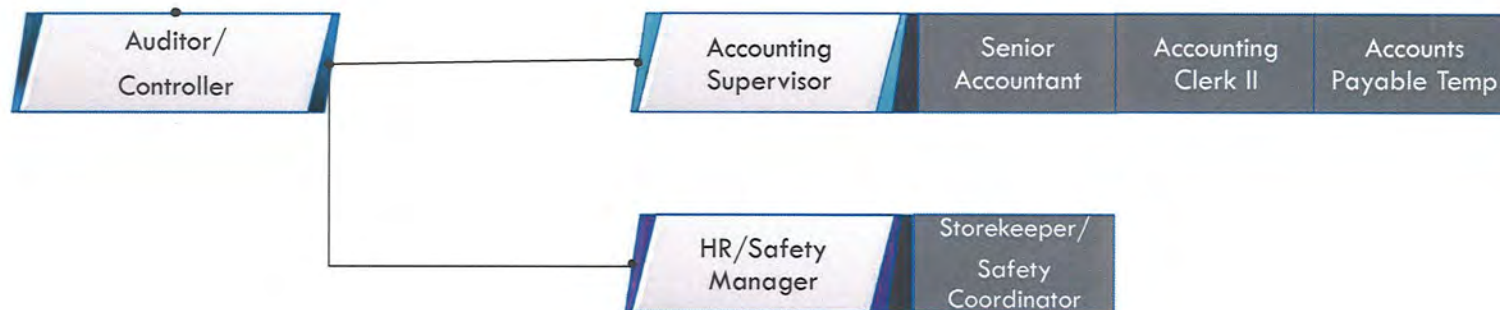 Auditor/
Controller
Accounting
Supervisor
Senior
Accountant
Accounting
Clerk II
Accounts
Payable Temp
HR/Safety
Manager
Storekeeper/
Safety
Coordinator